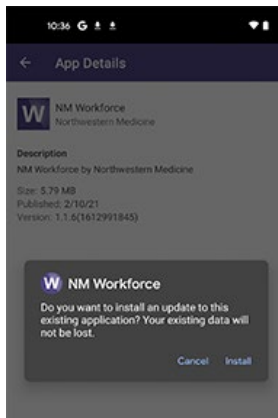 10:36 G
App Details
W NM Workforce
Northwestern Medicine
Description
NM Workforce by Northwestern Medicine
Size: 5.79 MB
Published: 2/10/21
Version: 1.1.6(1612991845)
W NM Workforce
Do you want to install an update to this
existing application? Your existing data will
not be lost.
Cancel Install